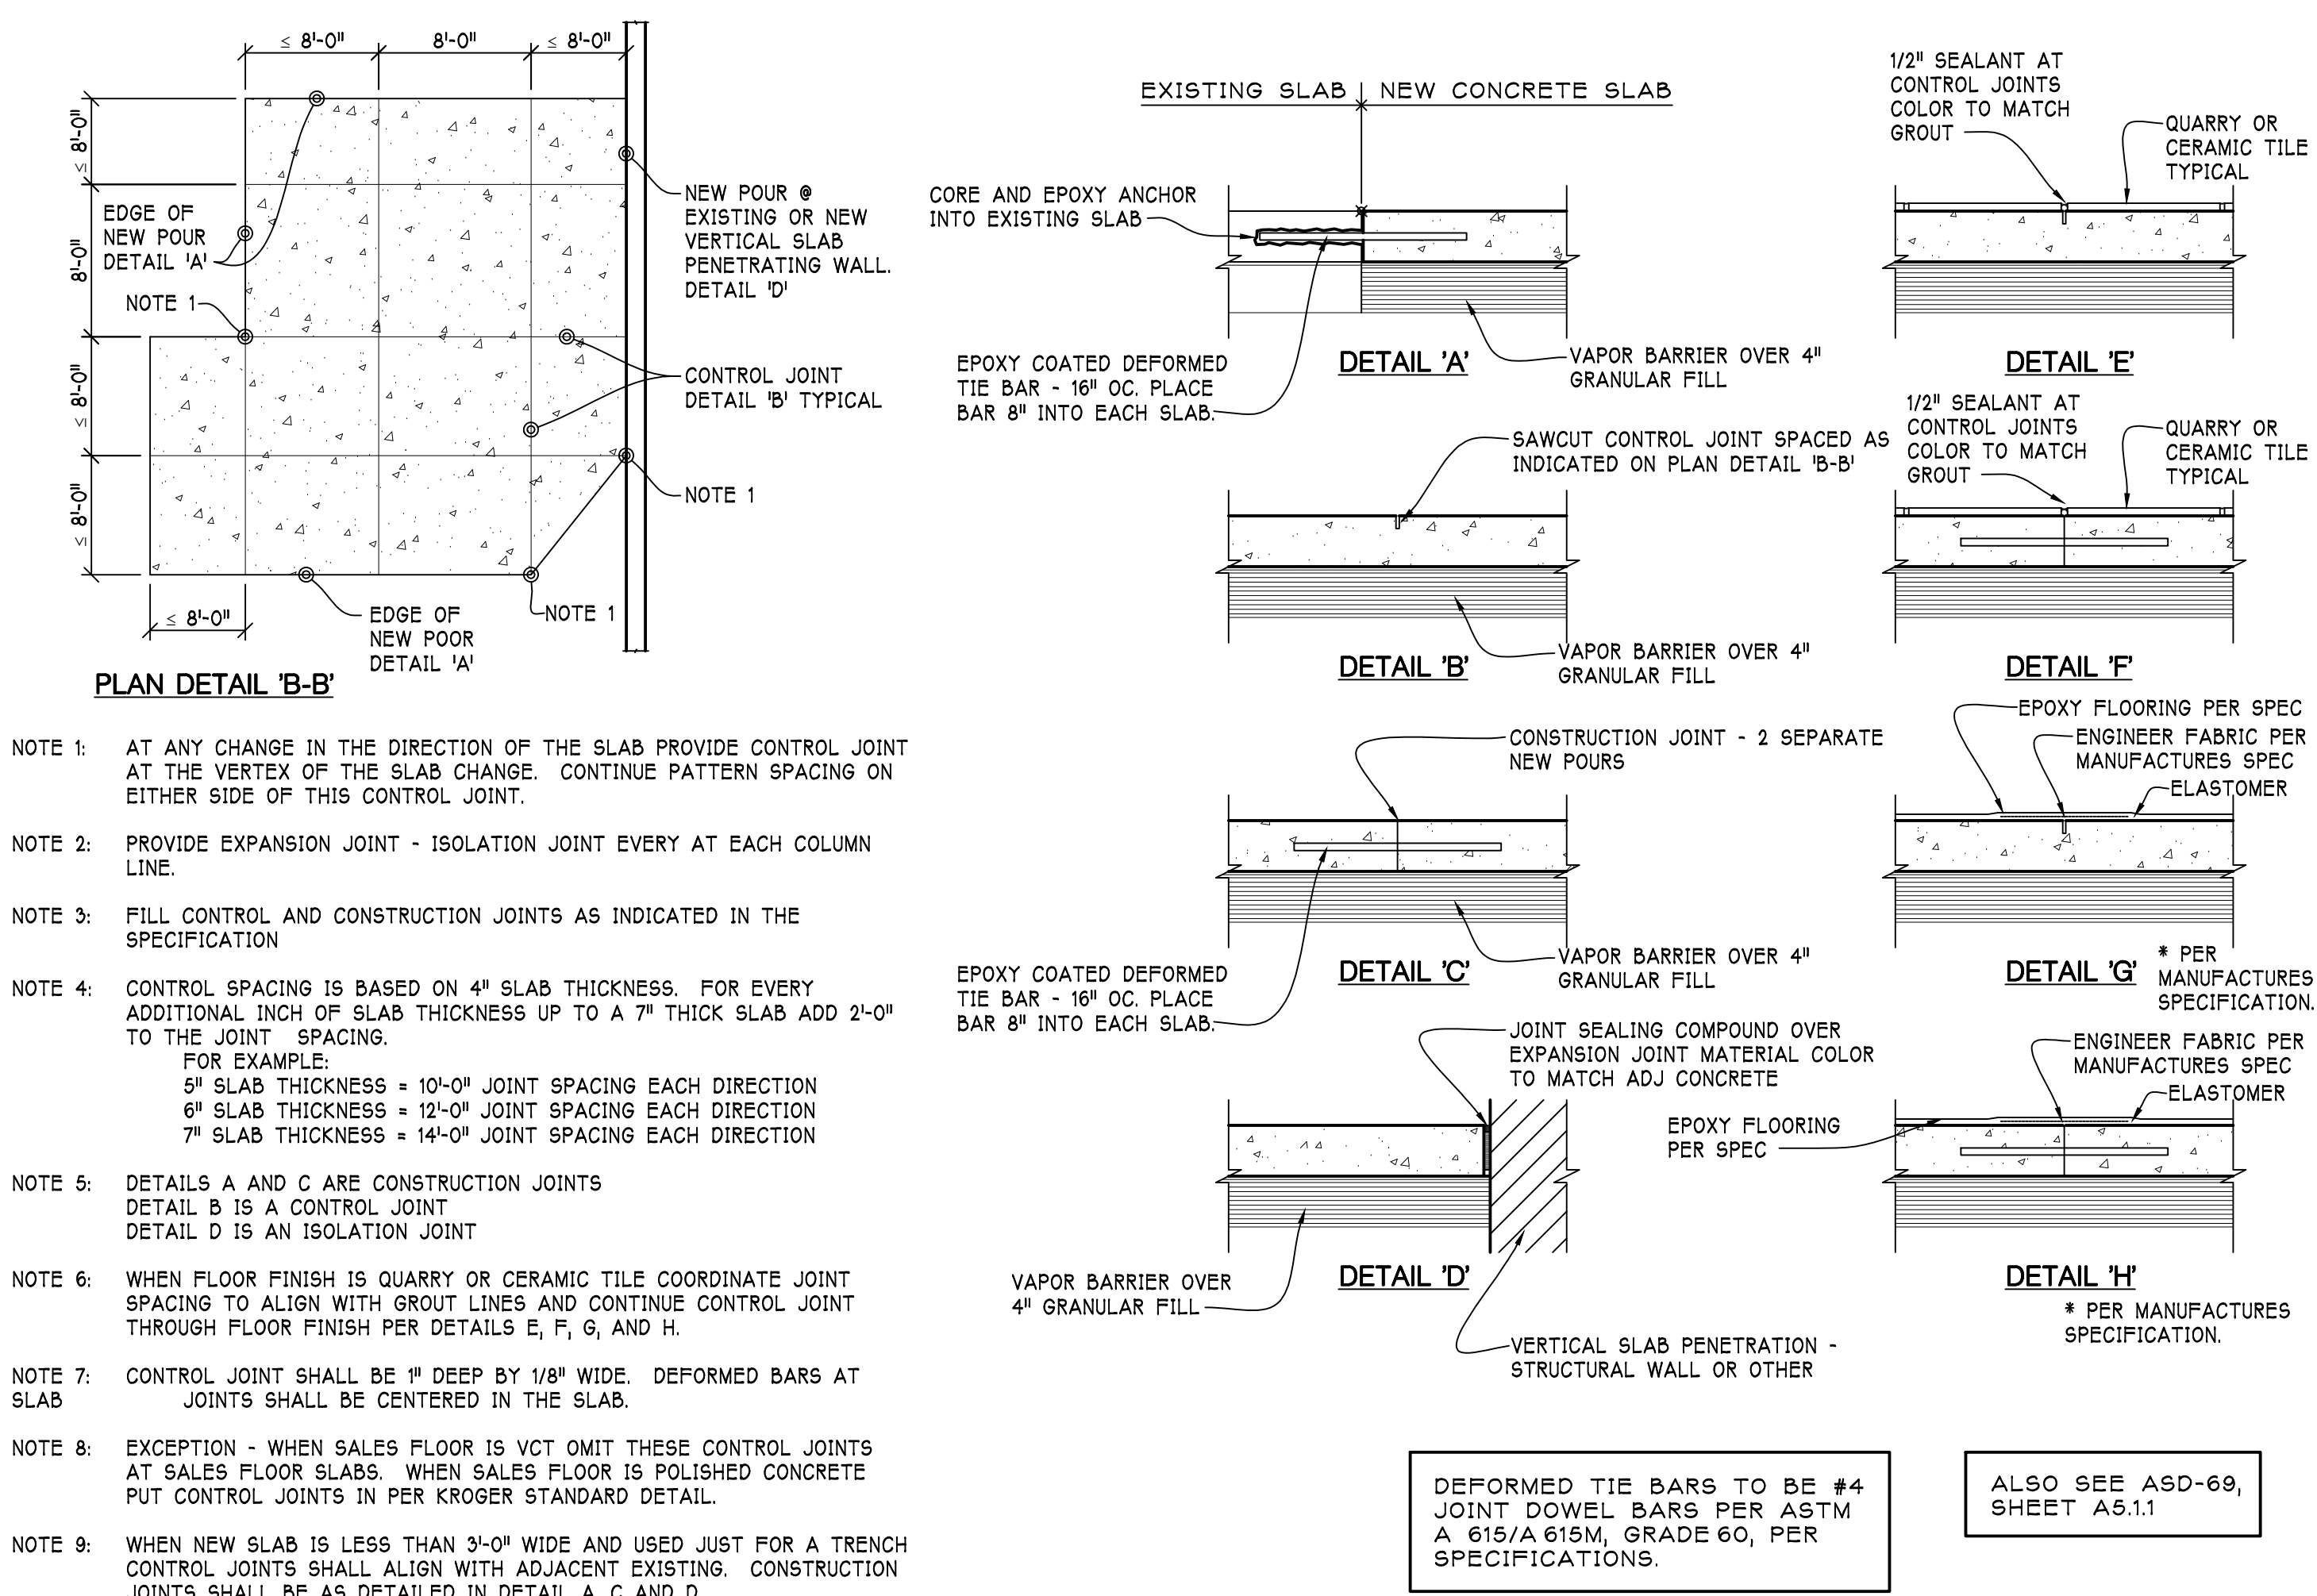 ≤ 8'-0"
8'-0"
≤ 8'-0"
≤ 8'-0"
8'-0"
≤ 8'-0"
≤ 8'-0"
≤ 8'-0"
EDGE OF
NEW POUR
DETAIL 'A'
NOTE 1
NEW POUR @
EXISTING OR NEW
VERTICAL SLAB
PENETRATING WALL.
DETAIL 'D'
CONTROL JOINT
DETAIL 'B' TYPICAL
NOTE 1
NOTE 1
EDGE OF
NEW POOR
DETAIL 'A'
PLAN DETAIL 'B-B'
NOTE 1: AT ANY CHANGE IN THE DIRECTION OF THE SLAB PROVIDE CONTROL JOINT
AT THE VERTEX OF THE SLAB CHANGE. CONTINUE PATTERN SPACING ON
EITHER SIDE OF THIS CONTROL JOINT.
NOTE 2: PROVIDE EXPANSION JOINT - ISOLATION JOINT EVERY AT EACH COLUMN
LINE.
NOTE 3: FILL CONTROL AND CONSTRUCTION JOINTS AS INDICATED IN THE
SPECIFICATION
NOTE 4: CONTROL SPACING IS BASED ON 4" SLAB THICKNESS. FOR EVERY
ADDITIONAL INCH OF SLAB THICKNESS UP TO A 7" THICK SLAB ADD 2'-0"
TO THE JOINT SPACING.
FOR EXAMPLE:
5" SLAB THICKNESS = 10'-0" JOINT SPACING EACH DIRECTION
6" SLAB THICKNESS = 12'-0" JOINT SPACING EACH DIRECTION
7" SLAB THICKNESS = 14'-0" JOINT SPACING EACH DIRECTION
NOTE 5: DETAILS A AND C ARE CONSTRUCTION JOINTS
DETAIL B IS A CONTROL JOINT
DETAIL D IS AN ISOLATION JOINT
NOTE 6: WHEN FLOOR FINISH IS QUARRY OR CERAMIC TILE COORDINATE JOINT
SPACING TO ALIGN WITH GROUT LINES AND CONTINUE CONTROL JOINT
THROUGH FLOOR FINISH PER DETAILS E, F, G, AND H.
NOTE 7: CONTROL JOINT SHALL BE 1" DEEP BY 1/8" WIDE. DEFORMED BARS AT
SLAB JOINTS SHALL BE CENTERED IN THE SLAB.
NOTE 8: EXCEPTION - WHEN SALES FLOOR IS VCT OMIT THESE CONTROL JOINTS
AT SALES FLOOR SLABS. WHEN SALES FLOOR IS POLISHED CONCRETE
PUT CONTROL JOINTS IN PER KROGER STANDARD DETAIL.
NOTE 9: WHEN NEW SLAB IS LESS THAN 3'-0" WIDE AND USED JUST FOR A TRENCH
CONTROL JOINTS SHALL ALIGN WITH ADJACENT EXISTING. CONSTRUCTION
JOINTS SHALL BE AS DETAILED IN DETAIL A, C AND D.
EXISTING SLAB NEW CONCRETE SLAB
CORE AND EPOXY ANCHOR
INTO EXISTING SLAB
EPOXY COATED DEFORMED
TIE BAR - 16" OC. PLACE
BAR 8" INTO EACH SLAB.
DETAIL 'A'
VAPOR BARRIER OVER 4"
GRANULAR FILL
SAWCUT CONTROL JOINT SPACED AS
INDICATED ON PLAN DETAIL 'B-B'
DETAIL 'B'
VAPOR BARRIER OVER 4"
GRANULAR FILL
CONSTRUCTION JOINT - 2 SEPARATE
NEW POURS
EPOXY COATED DEFORMED
TIE BAR - 16" OC. PLACE
BAR 8" INTO EACH SLAB.
DETAIL 'C'
VAPOR BARRIER OVER 4"
GRANULAR FILL
JOINT SEALING COMPOUND OVER
EXPANSION JOINT MATERIAL COLOR
TO MATCH ADJ CONCRETE
VAPOR BARRIER OVER
4" GRANULAR FILL
DETAIL 'D'
VERTICAL SLAB PENETRATION -
STRUCTURAL WALL OR OTHER
1/2" SEALANT AT
CONTROL JOINTS
COLOR TO MATCH
GROUT
QUARRY OR
CERAMIC TILE
TYPICAL
DETAIL 'E'
1/2" SEALANT AT
CONTROL JOINTS
COLOR TO MATCH
GROUT
QUARRY OR
CERAMIC TILE
TYPICAL
DETAIL 'F'
EPOXY FLOORING PER SPEC
ENGINEER FABRIC PER
MANUFACTURES SPEC
ELASTOMER
DETAIL 'G'
* PER
MANUFACTURES
SPECIFICATION.
ENGINEER FABRIC PER
MANUFACTURES SPEC
ELASTOMER
EPOXY FLOORING
PER SPEC
DETAIL 'H'
* PER MANUFACTURES
SPECIFICATION.
DEFORMED TIE BARS TO BE #4
JOINT DOWEL BARS PER ASTM
A 615/A 615M, GRADE 60, PER
SPECIFICATIONS.
ALSO SEE ASD-69,
SHEET A5.1.1